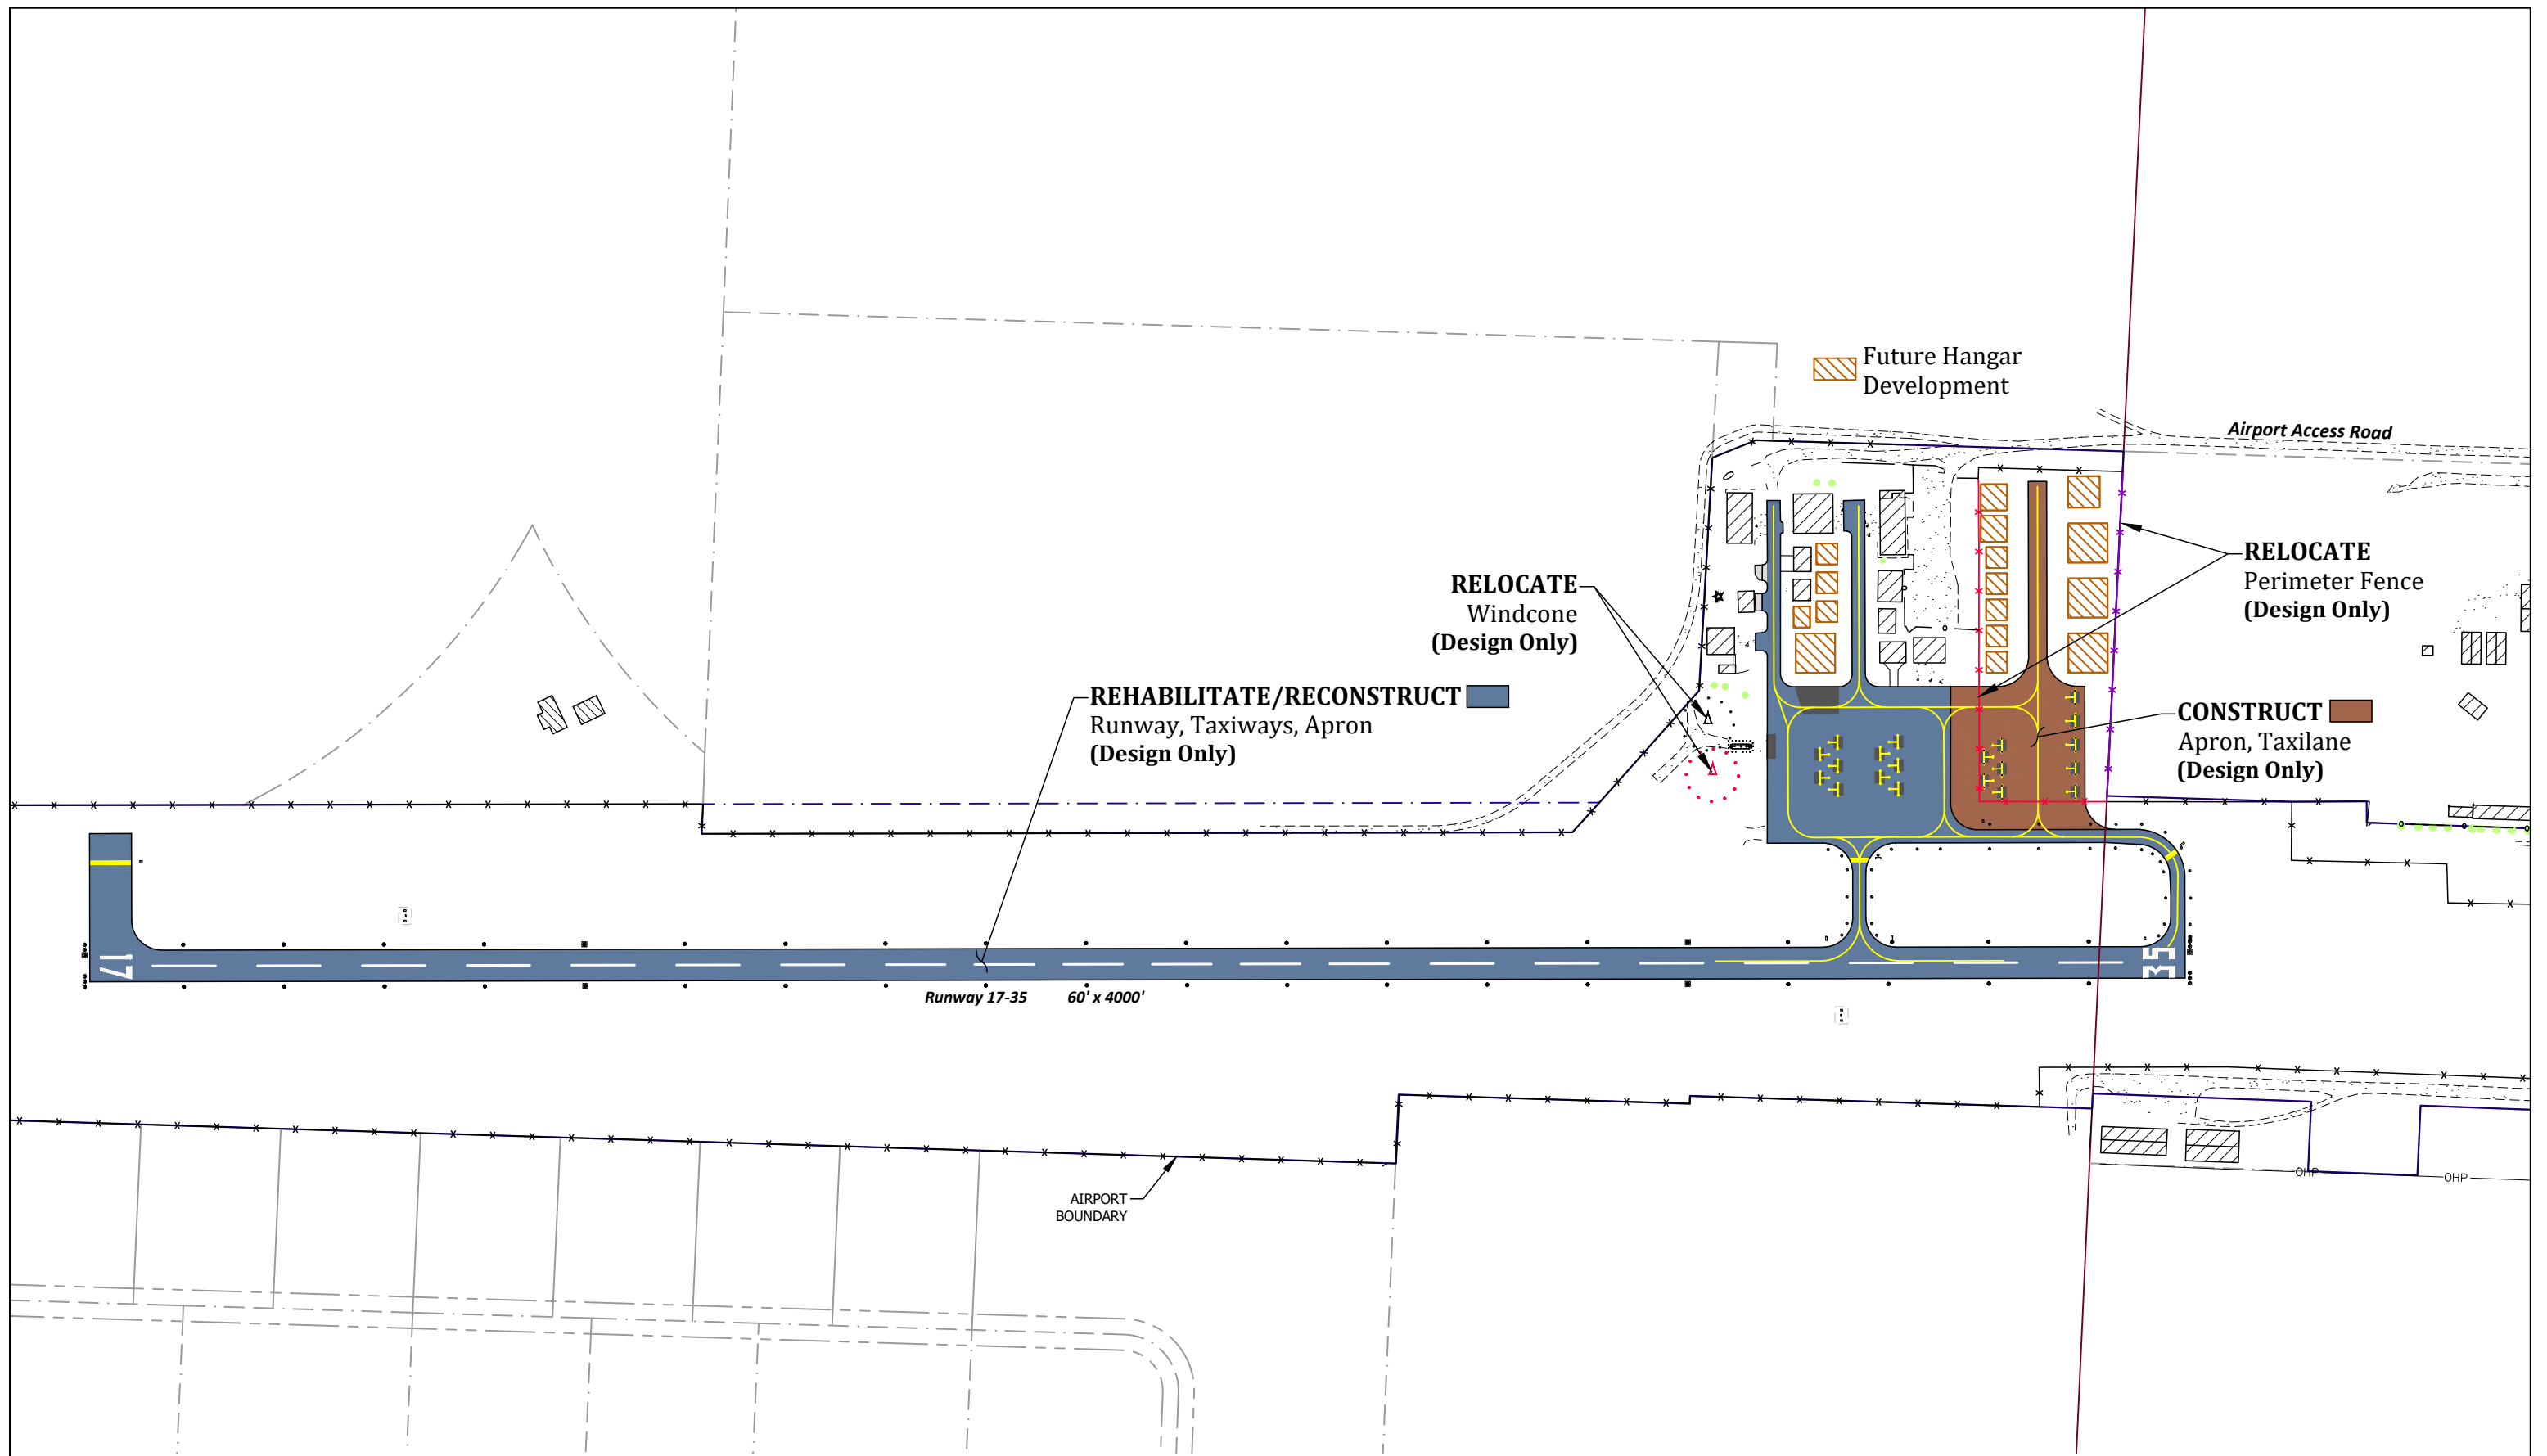 Future Hangar
Development
Airport Access Road
RELOCATE
Perimeter Fence
(Design Only)
RELOCATE
Windcone
(Design Only)
REHABILITATE/RECONSTRUCT
Runway, Taxiways, Apron
(Design Only)
CONSTRUCT
Apron, Taxilane
(Design Only)
17
35
Runway 17-35 60' x 4000'
AIRPORT
BOUNDARY
OHP
OHP